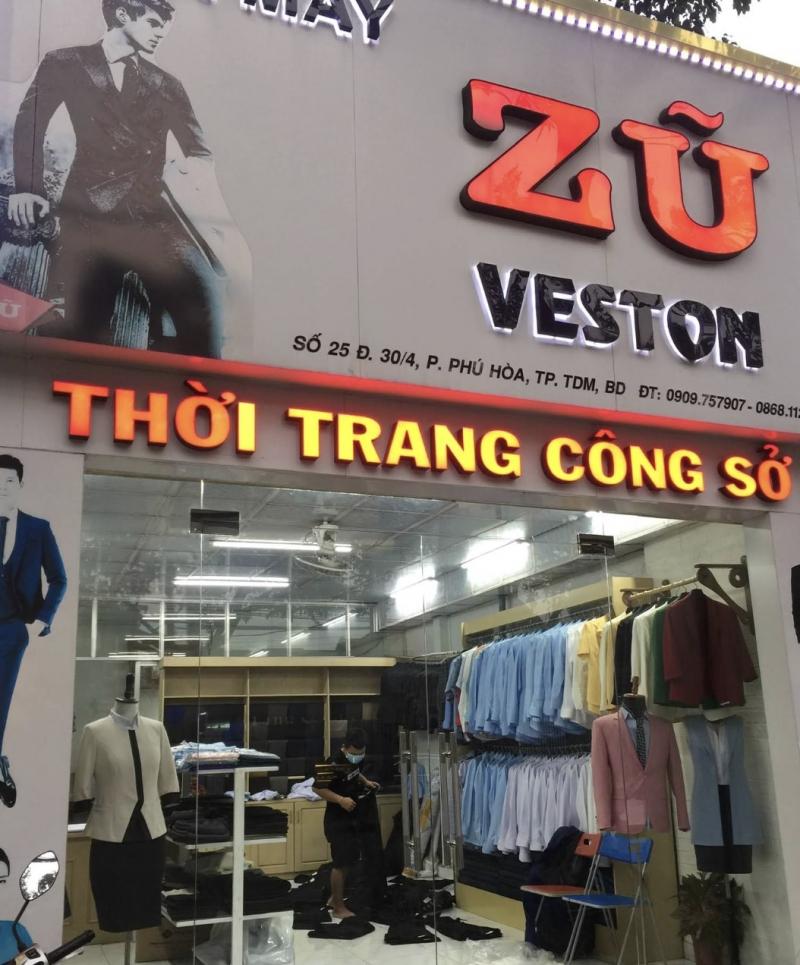 MAY
ZŨ
VESTON
SỐ 25 Đ. 30/4, P. PHÚ HÒA, TP. TDM, BD ĐT: 0909.757907 - 0868.112
THỜI TRANG CÔNG SỞ